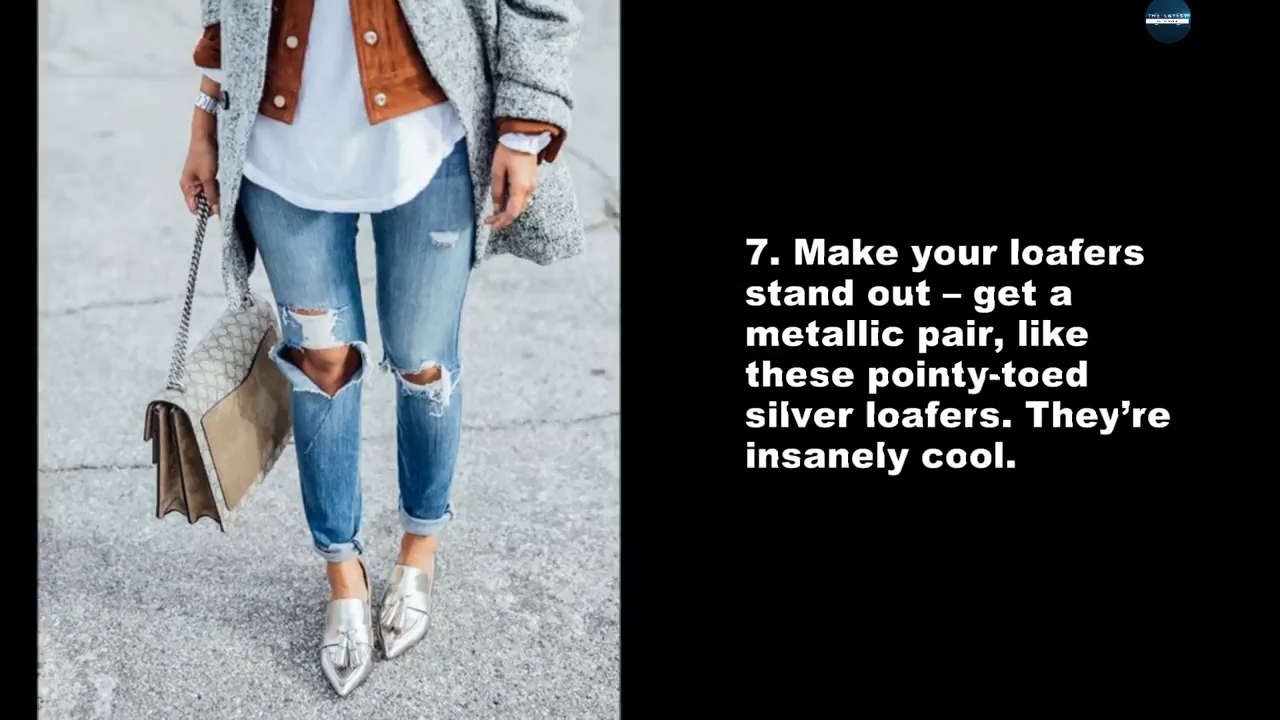 7. Make your loafers
stand out – get a
metallic pair, like
these pointy-toed
silver loafers. They’re
insanely cool.